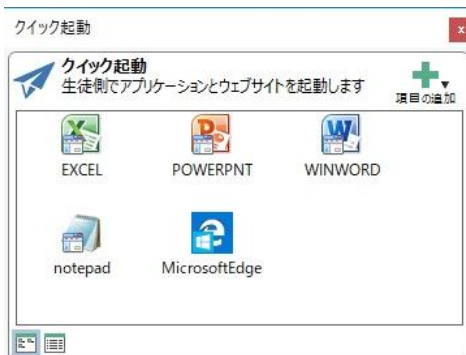 クイック起動
x
クイック起動
生徒側でアプリケーションとウェブサイトを起動します
項目の追加
EXCEL
POWERPNT
WINWORD
notepad
MicrosoftEdge